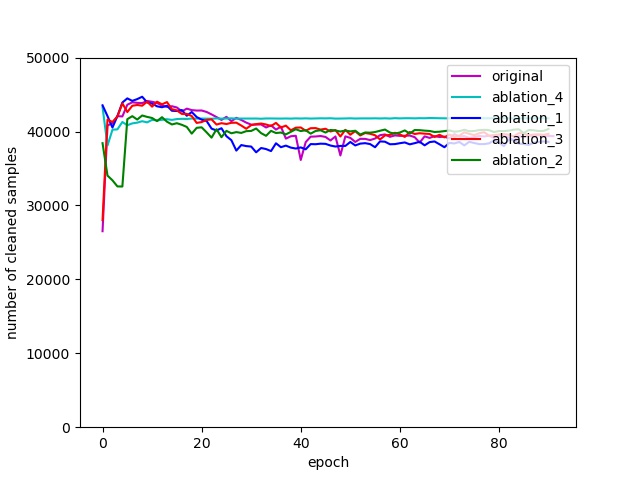 50000
40000
30000
20000
10000
0
number of cleaned samples
0 20 40 60 80
epoch
original
ablation_4
ablation_1
ablation_3
ablation_2